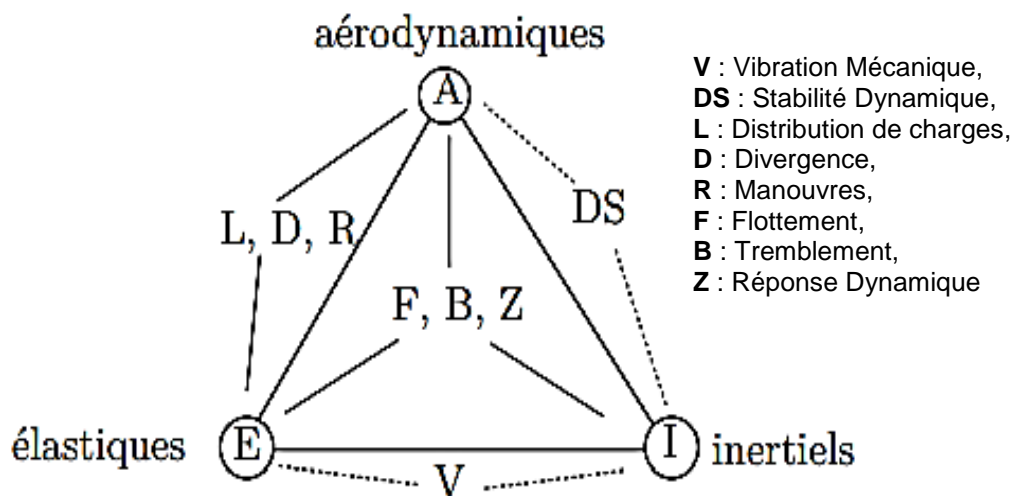 aérodynamiques
A
V : Vibration Mécanique,
DS : Stabilité Dynamique,
L : Distribution de charges,
D : Divergence,
R : Manouvres,
F : Flottement,
B : Tremblement,
Z : Réponse Dynamique
L, D, R
DS
F, B, Z
élastiques
E
V
I
inertiels